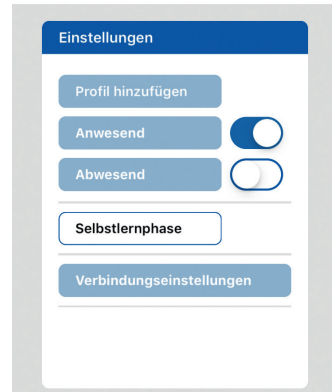 Einstellungen
Profil hinzufügen
Anwesend
Abwesend
Selbstlernphase
Verbindungseinstellungen